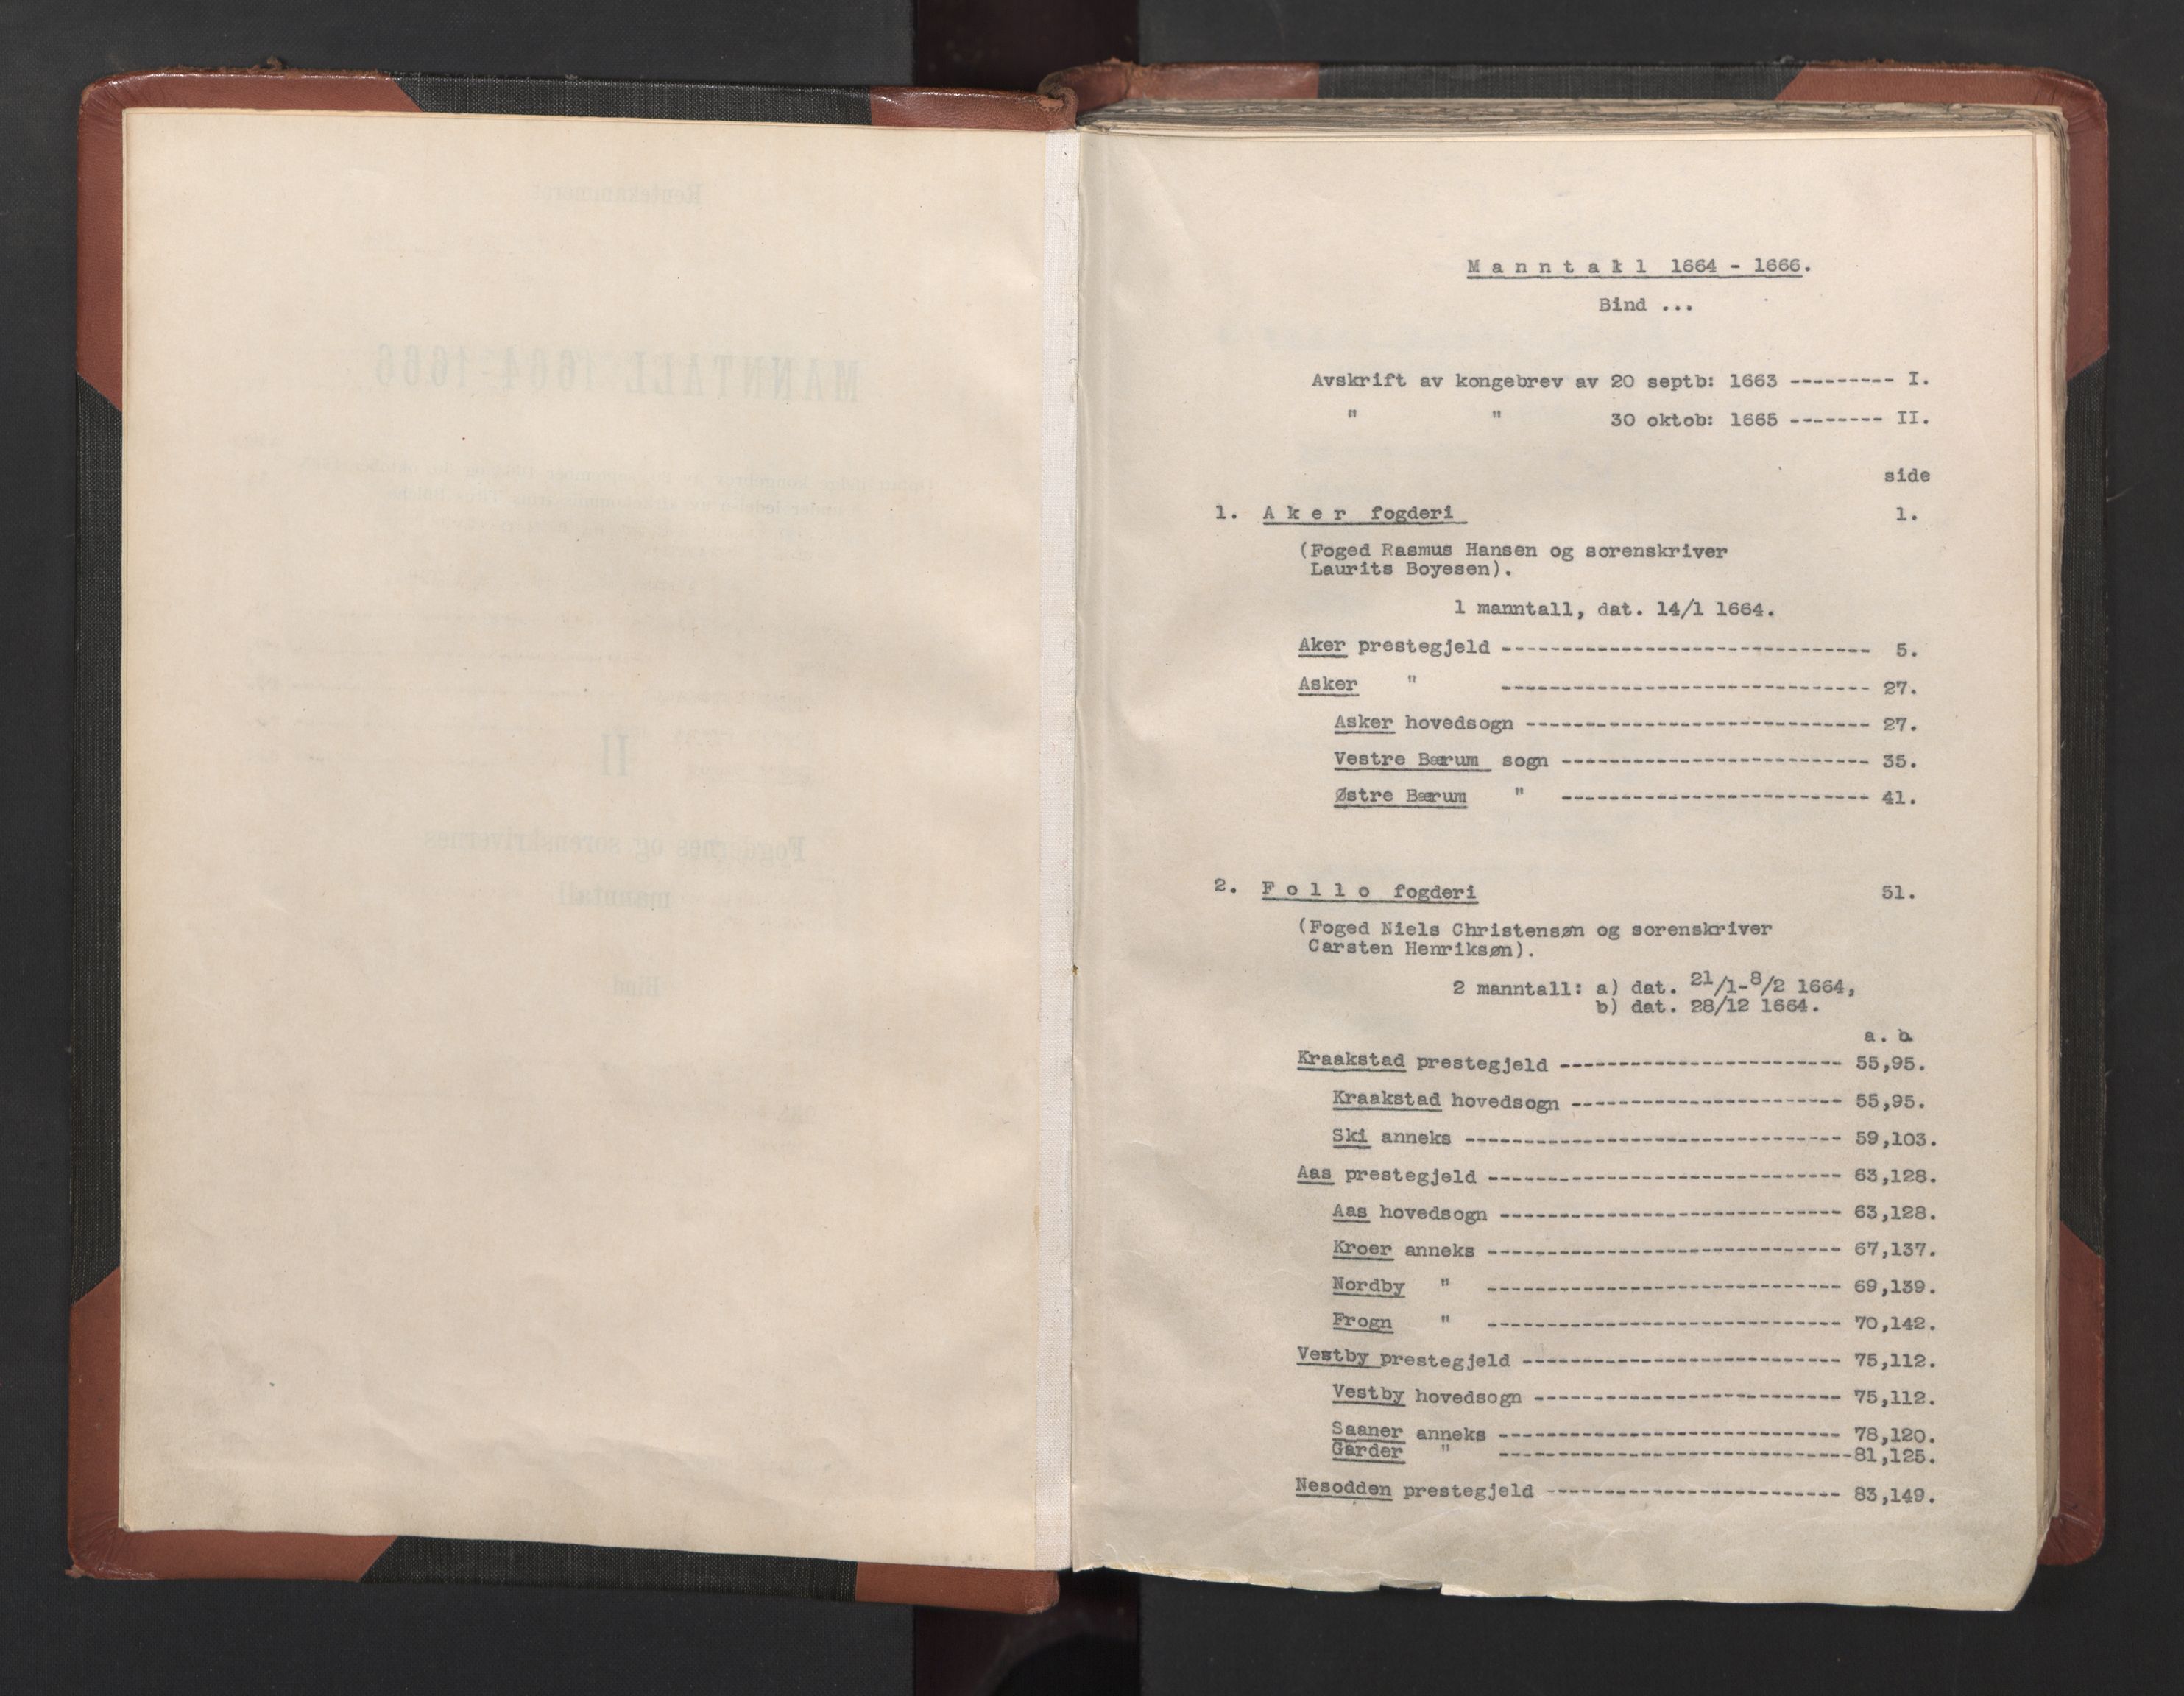 Manntall 1664 - 1666.
Bind ...
Avskrift av kongebrev av 20 septb: 1663 --------- I.
" " 30 oktob: 1665 -------- II.
side
1. Aker fogderi 1.
(Foged Rasmus Hansen og sorenskriver
Laurits Boyesen).
1 manntall, dat. 14/1 1664.
Aker prestegjeld ------------------------------- 5.
Asker " ------------------------------- 27.
Asker hovedsogn ----------------------------- 27.
Vestre Bærum sogn -------------------------- 35.
Østre Bærum " -------------------------- 41.
2. Follo fogderi 51.
(Foged Niels Christensøn og sorenskriver
Carsten Henriksøn).
2 manntall: a) dat. 21/1-8/2 1664,
b) dat. 28/12 1664.
a. b
Kraakstad prestegjeld ------------------------ 55,95.
Kraakstad hovedsogn ----------------------- 55,95.
Ski anneks -------------------------------- 59,103.
Aas prestegjeld ------------------------------ 63,128.
Aas hovedsogn ----------------------------- 63,128.
Kroer anneks ------------------------------ 67,137.
Nordby " ------------------------------ 69,139.
Frogn " ------------------------------ 70,142.
Vestby prestegjeld --------------------------- 75,112.
Vestby hovedsogn -------------------------- 75,112.
Saaner anneks ----------------------------- 78,120.
Garder " ------------------------------81,125.
Nesodden prestegjeld ------------------------- 83,149.